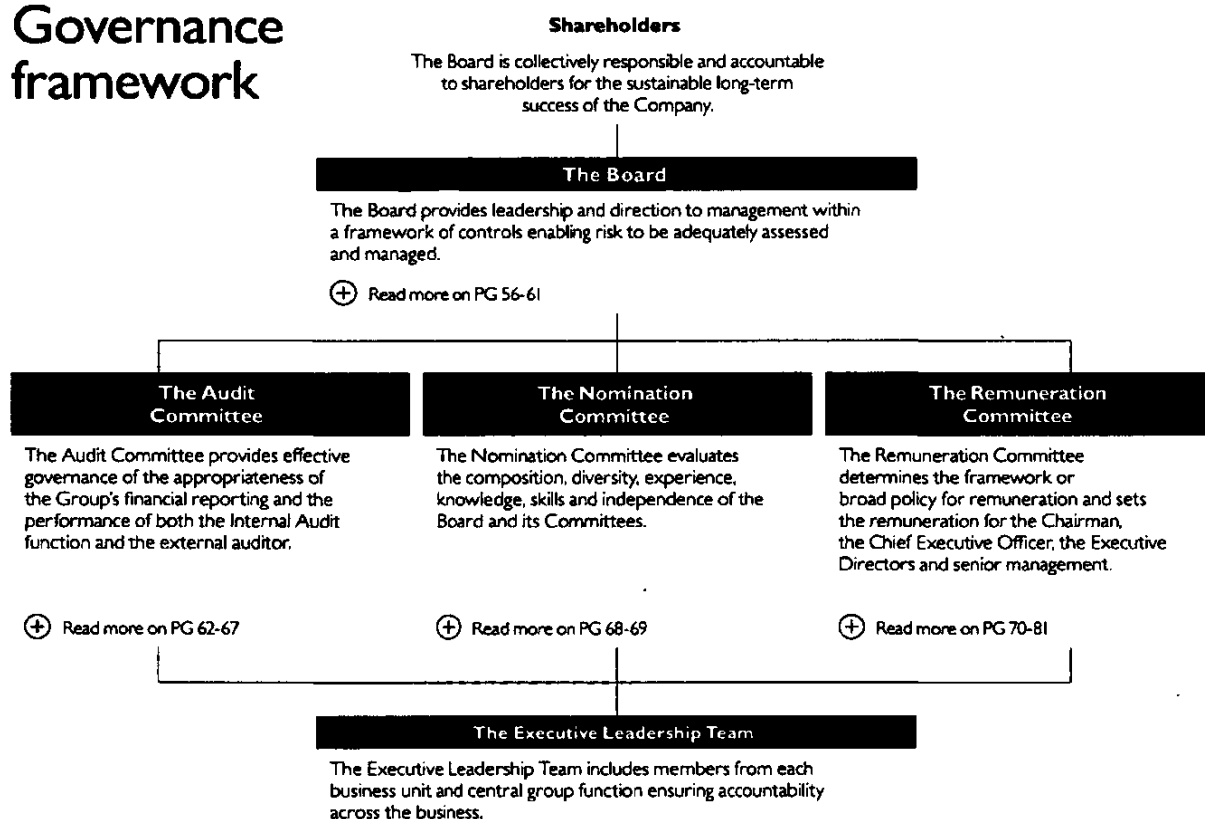 Governance
framework
Shareholders
The Board is collectively responsible and accountable
to shareholders for the sustainable long-term
success of the Company.
The Board
The Board provides leadership and direction to management within
a framework of controls enabling risk to be adequately assessed
and managed.
Read more on PG 56-61
The Audit
Committee
The Audit Committee provides effective
governance of the appropriateness of
the Group's financial reporting and the
performance of both the Internal Audit
function and the external auditor.
Read more on PG 62-67
The Nomination
Committee
The Nomination Committee evaluates
the composition, diversity, experience,
knowledge, skills and independence of the
Board and its Committees.
Read more on PG 68-69
The Remuneration
Committee
The Remuneration Committee
determines the framework or
broad policy for remuneration and sets
the remuneration for the Chairman,
the Chief Executive Officer, the Executive
Directors and senior management.
Read more on PG 70-81
The Executive Leadership Team
The Executive Leadership Team includes members from each
business unit and central group function ensuring accountability
across the business.